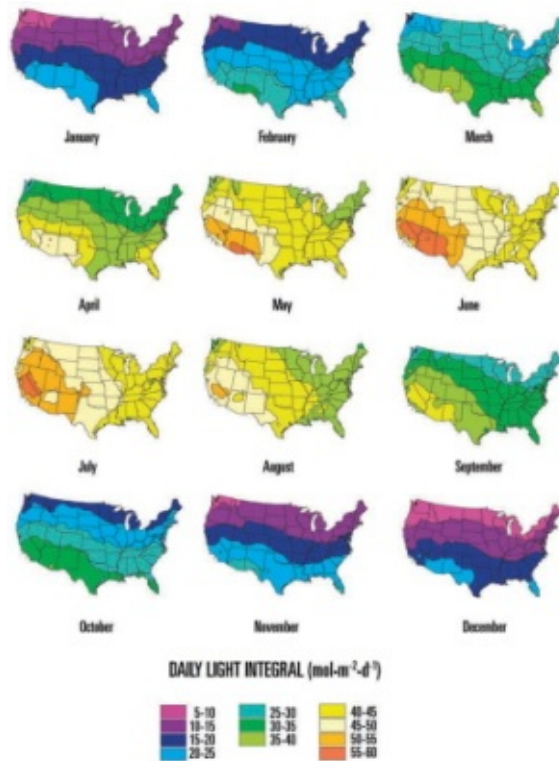 January
February
March
April
May
June
July
August
September
October
November
December
DAILY LIGHT INTEGRAL (mol-m-²-d-¹)
5-10
10-15
15-20
20-25
25-30
30-35
35-40
40-45
45-50
50-55
55-60